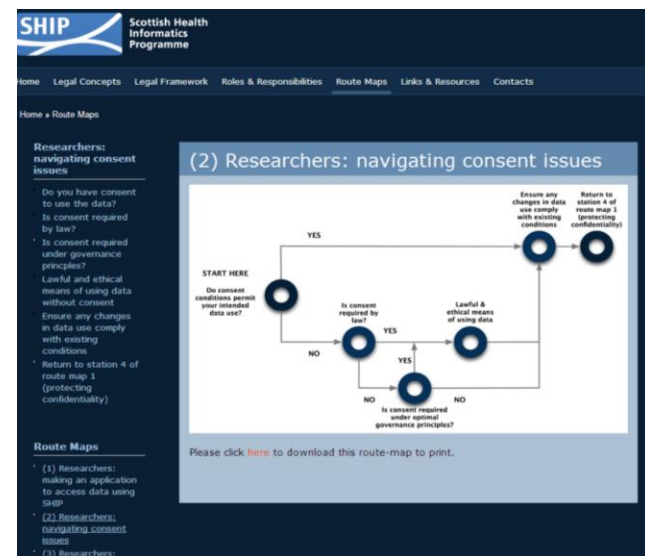 SHIP
Scottish Health
Informatics
Programme
Home Legal Concepts Legal Framework Roles & Responsibilities Route Maps Links & Resources Contacts
Home » Route Maps
Researchers:
navigating consent
issues
Do you have consent
to use the data?
Is consent required
by law?
Is consent required
under governance
princples?
Lawful and ethical
means of using data
without consent
Ensure any changes
in data use comply
with existing
conditions
Return to station 4 of
route map 1
(protecting
confidentiality)
Route Maps
(1) Researchers:
making an application
to access data using
SHIP
(2) Researchers:
navigating consent
issues
(3) Researchers:
(2) Researchers: navigating consent issues
Ensure any
changes in data
use comply
with existing
conditions
Return to
station 4 of
route map 1
(protecting
confidentiality)
YES
START HERE
Do consent
conditions permit
your intended
data use?
NO
Is consent
required by
law?
YES
Lawful &
ethical means
of using data
YES
NO
NO
Is consent required
under optimal
governance principles?
Please click here to download this route-map to print.